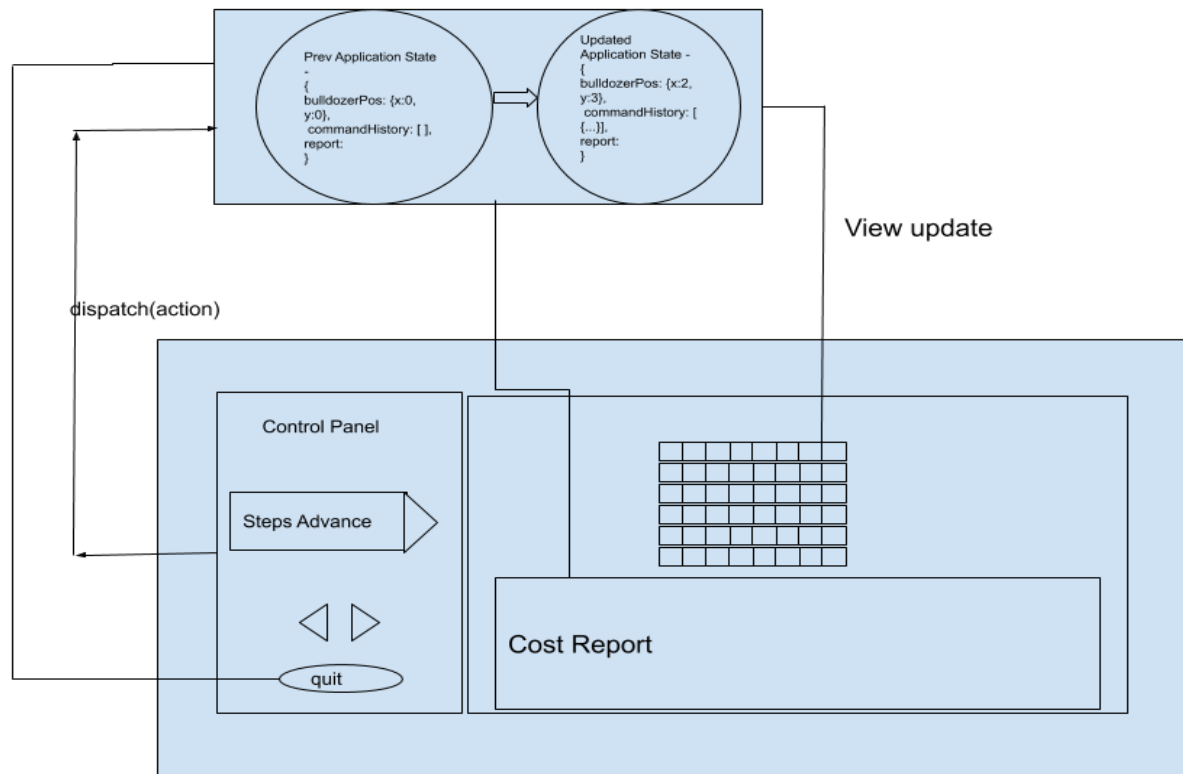 Prev Application State
-
{
bulldozerPos: {x:0,
y:0},
commandHistory: [ ],
report:
}
Updated
Application State -
{
bulldozerPos: {x:2,
y:3},
commandHistory: [
{...}],
report:
}
View update
dispatch(action)
Control Panel
Steps Advance
quit
Cost Report